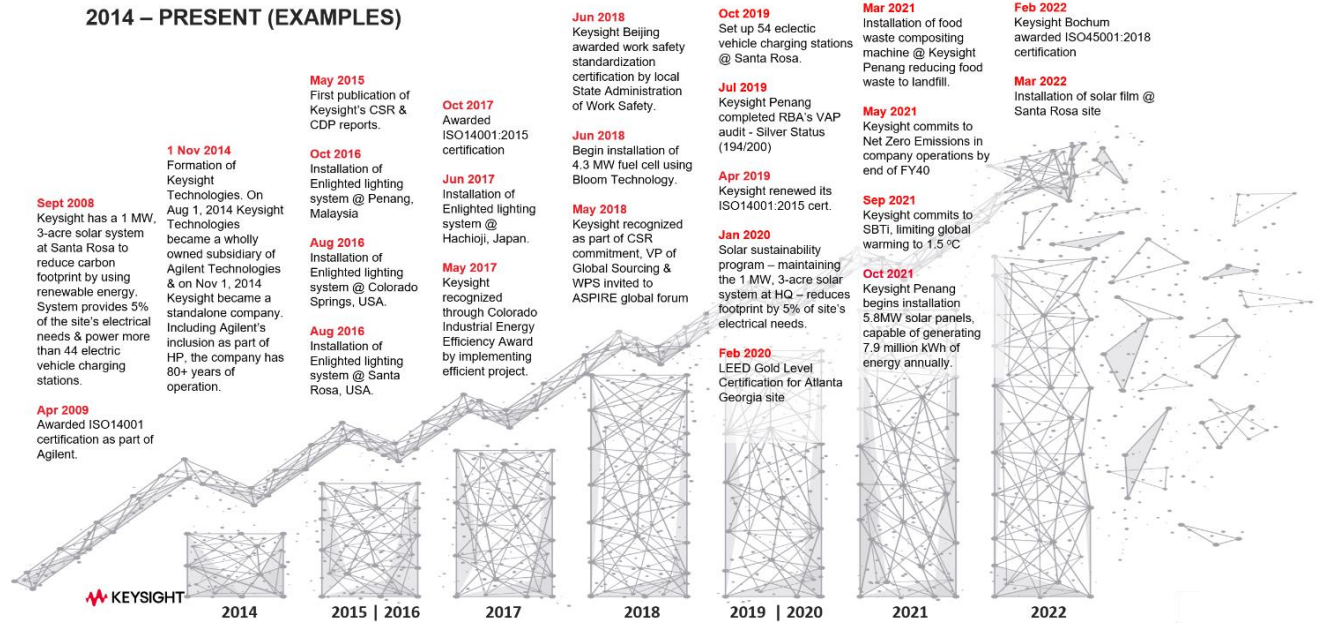 2014 – PRESENT (EXAMPLES)
Sept 2008
Keysight has a 1 MW,
3-acre solar system
at Santa Rosa to
reduce carbon
footprint by using
renewable energy.
System provides 5%
of the site's electrical
needs & power more
than 44 electric
vehicle charging
stations.
Apr 2009
Awarded ISO14001
certification as part of
Agilent.
1 Nov 2014
Formation of
Keysight
Technologies. On
Aug 1, 2014 Keysight
Technologies
became a wholly
owned subsidiary of
Agilent Technologies
& on Nov 1, 2014
Keysight became a
standalone company.
Including Agilent's
inclusion as part of
HP, the company has
80+ years of
operation.
May 2015
First publication of
Keysight's CSR &
CDP reports.
Oct 2016
Installation of
Enlighted lighting
system @ Penang,
Malaysia
Aug 2016
Installation of
Enlighted lighting
system @ Colorado
Springs, USA.
Aug 2016
Installation of
Enlighted lighting
system @ Santa
Rosa, USA.
Oct 2017
Awarded
ISO14001:2015
certification
Jun 2017
Installation of
Enlighted lighting
system @
Hachioji, Japan.
May 2017
Keysight
recognized
through Colorado
Industrial Energy
Efficiency Award
by implementing
efficient project.
Jun 2018
Keysight Beijing
awarded work safety
standardization
certification by local
State Administration
of Work Safety.
Jun 2018
Begin installation of
4.3 MW fuel cell using
Bloom Technology.
May 2018
Keysight recognized
as part of CSR
commitment, VP of
Global Sourcing &
WPS invited to
ASPIRE global forum
Oct 2019
Set up 54 eclectic
vehicle charging stations
@ Santa Rosa.
Jul 2019
Keysight Penang
completed RBA's VAP
audit - Silver Status
(194/200)
Apr 2019
Keysight renewed its
ISO14001:2015 cert.
Jan 2020
Solar sustainability
program – maintaining
the 1 MW, 3-acre solar
system at HQ – reduces
footprint by 5% of site's
electrical needs.
Feb 2020
LEED Gold Level
Certification for Atlanta
Georgia site
Mar 2021
Installation of food
waste compositing
machine @ Keysight
Penang reducing food
waste to landfill.
May 2021
Keysight commits to
Net Zero Emissions in
company operations by
end of FY40
Sep 2021
Keysight commits to
SBTi, limiting global
warming to 1.5 ºC
Oct 2021
Keysight Penang
begins installation
5.8MW solar panels,
capable of generating
7.9 million kWh of
energy annually.
Feb 2022
Keysight Bochum
awarded ISO45001:2018
certification
Mar 2022
Installation of solar film @
Santa Rosa site
KEYSIGHT
2014
2015 | 2016
2017
2018
2019 | 2020
2021
2022